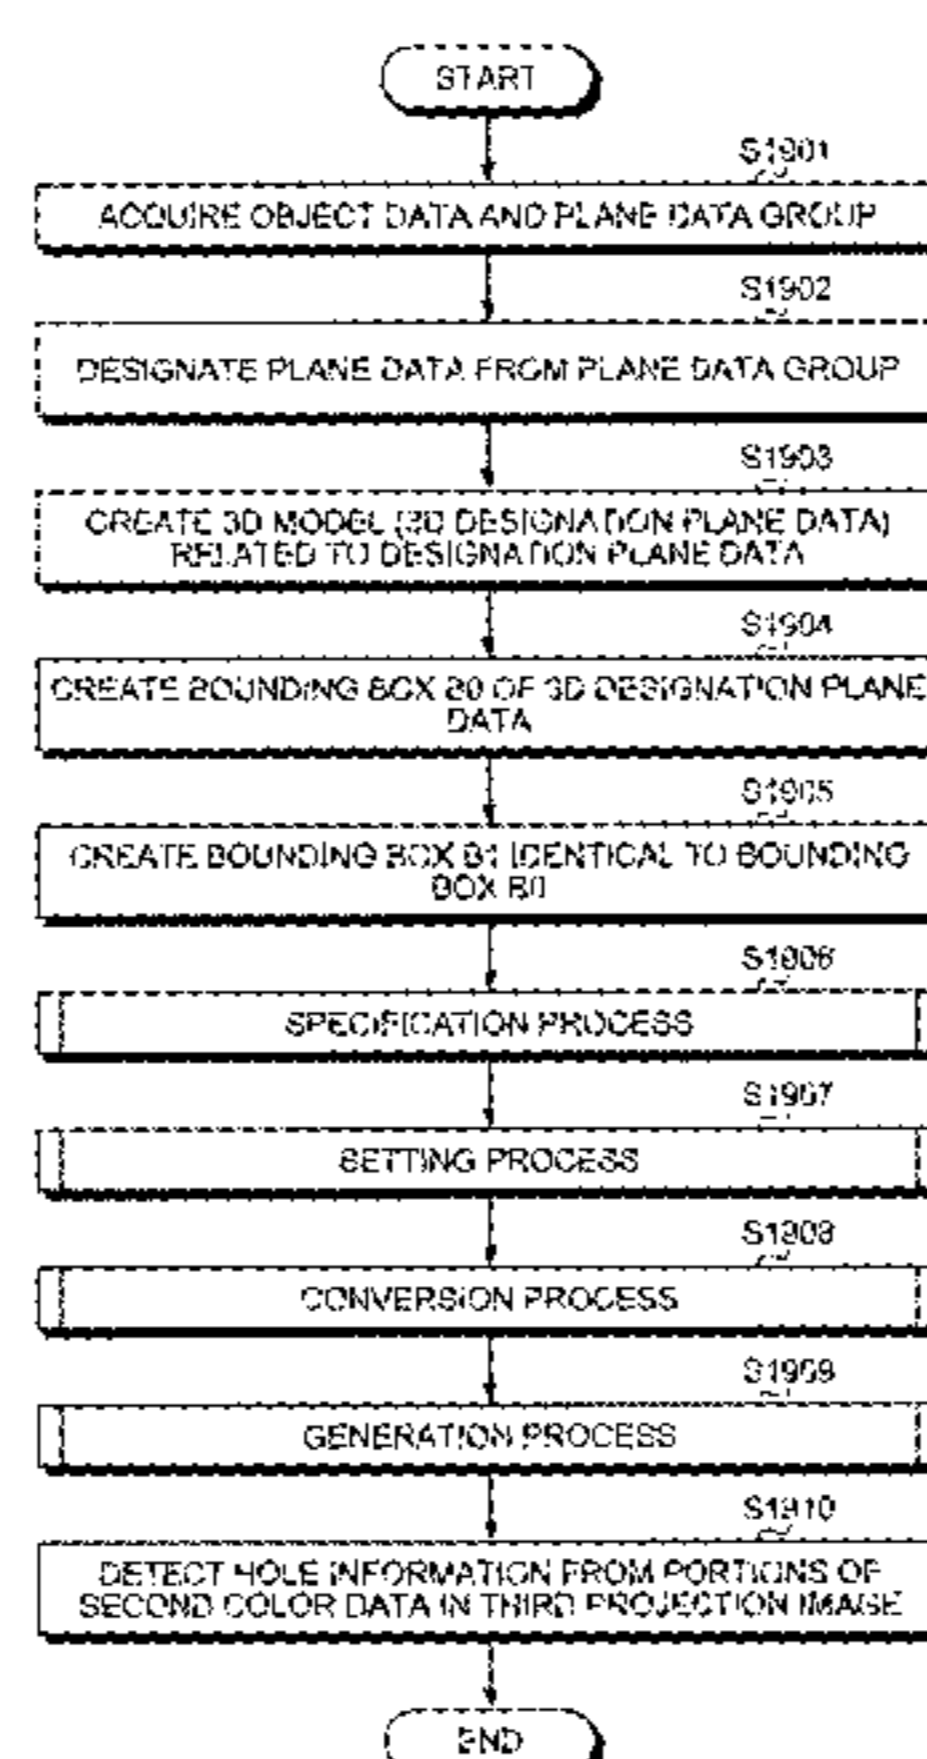 START
S1901
ACQUIRE OBJECT DATA AND PLANE DATA GROUP
S1902
DESIGNATE PLANE DATA FROM PLANE DATA GROUP
S1903
CREATE 3D MODEL (3D DESIGNATION PLANE DATA)
RELATED TO DESIGNATION PLANE DATA
S1904
CREATE BOUNDING BOX B0 OF 3D DESIGNATION PLANE
DATA
S1905
CREATE BOUNDING BOX B1 IDENTICAL TO BOUNDING
BOX B0
S1906
SPECIFICATION PROCESS
S1907
SETTING PROCESS
S1908
CONVERSION PROCESS
S1909
GENERATION PROCESS
S1910
DETECT HOLE INFORMATION FROM PORTIONS OF
SECOND COLOR DATA IN THIRD PROJECTION IMAGE
END